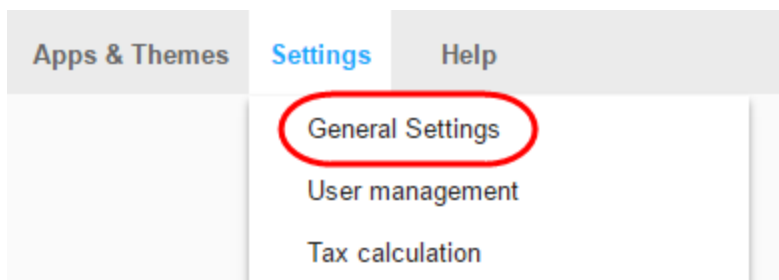 Apps & Themes Settings Help
General Settings
User management
Tax calculation